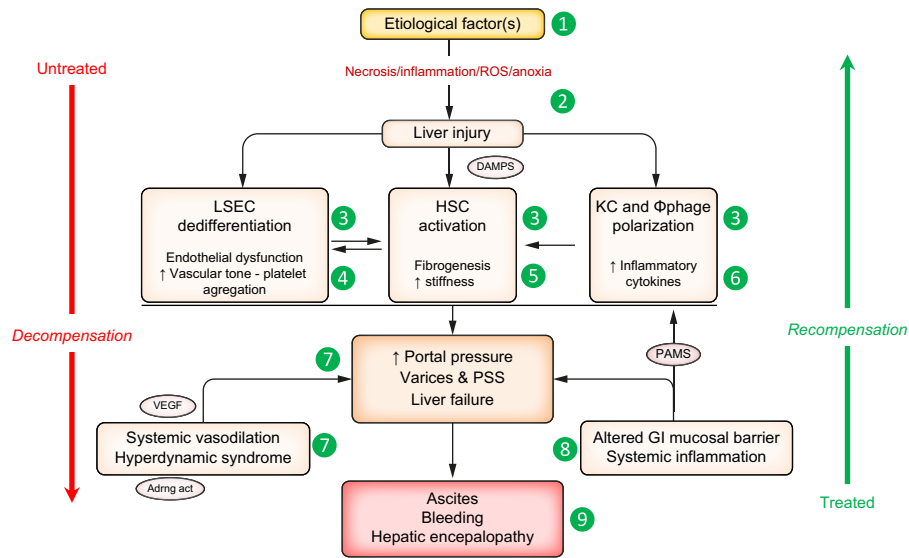 Etiological factor(s)
1
Untreated
Necrosis/inflammation/ROS/anoxia
2
Liver injury
DAMPS
LSEC
dedifferentiation
3
Endothelial dysfunction
↑ Vascular tone - platelet
agregation
4
HSC
activation
3
Fibrogenesis
↑ stiffness
5
KC and Φphage
polarization
3
↑ Inflammatory
cytokines
6
Decompensation
Recompensation
↑ Portal pressure
Varices & PSS
Liver failure
7
PAMS
VEGF
Systemic vasodilation
Hyperdynamic syndrome
7
Adrng act
Altered GI mucosal barrier
Systemic inflammation
8
Ascites
Bleeding
Hepatic encepalopathy
9
Treated